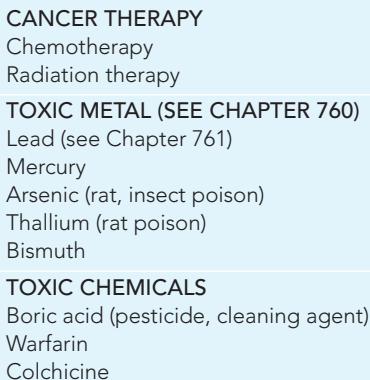 CANCER THERAPY
Chemotherapy
Radiation therapy
TOXIC METAL (SEE CHAPTER 760)
Lead (see Chapter 761)
Mercury
Arsenic (rat, insect poison)
Thallium (rat poison)
Bismuth
TOXIC CHEMICALS
Boric acid (pesticide, cleaning agent)
Warfarin
Colchicine